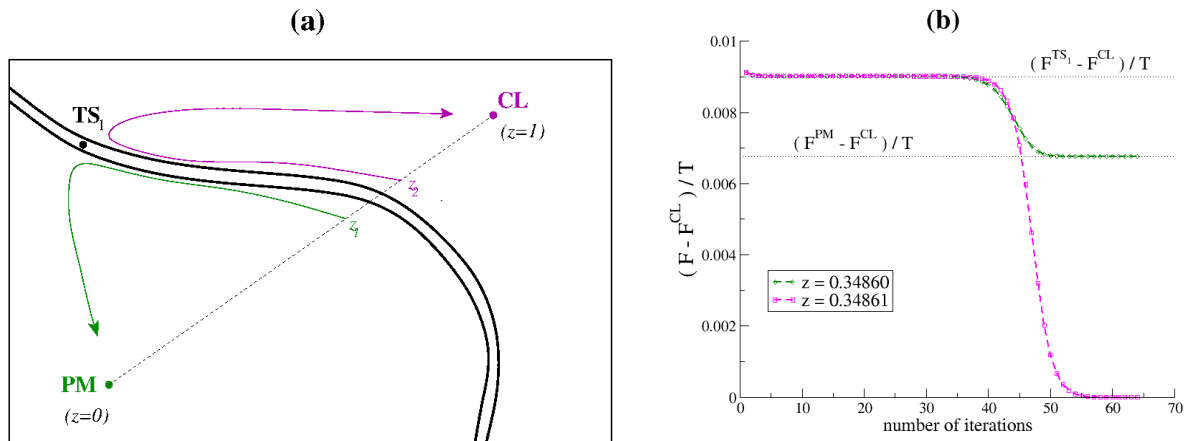 (a)
TS1
CL
(z=1)
z2
z1
PM
(z=0)
(b)
0.01
(F^TS1 - F^CL) / T
0.008
(F^PM - F^CL) / T
0.006
(F - F^CL) / T
0.004
z = 0.34860
z = 0.34861
0.002
0
0 10 20 30 40 50 60 70
number of iterations